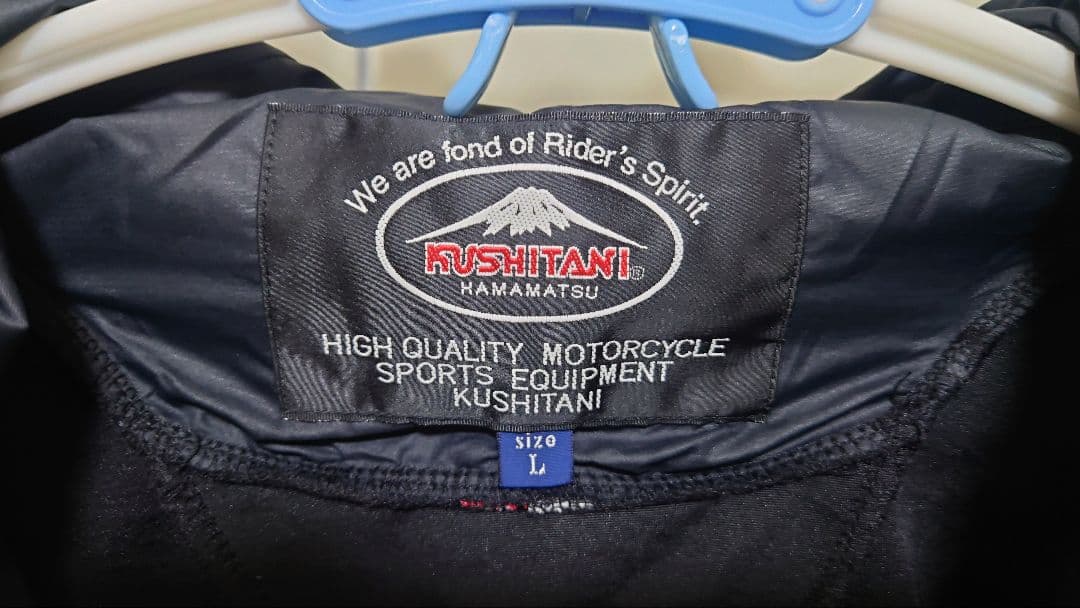 We are fond of Rider's Spirit.
KUSHITANI®
HAMAMATSU
HIGH QUALITY MOTORCYCLE
SPORTS EQUIPMENT
KUSHITANI
size
L